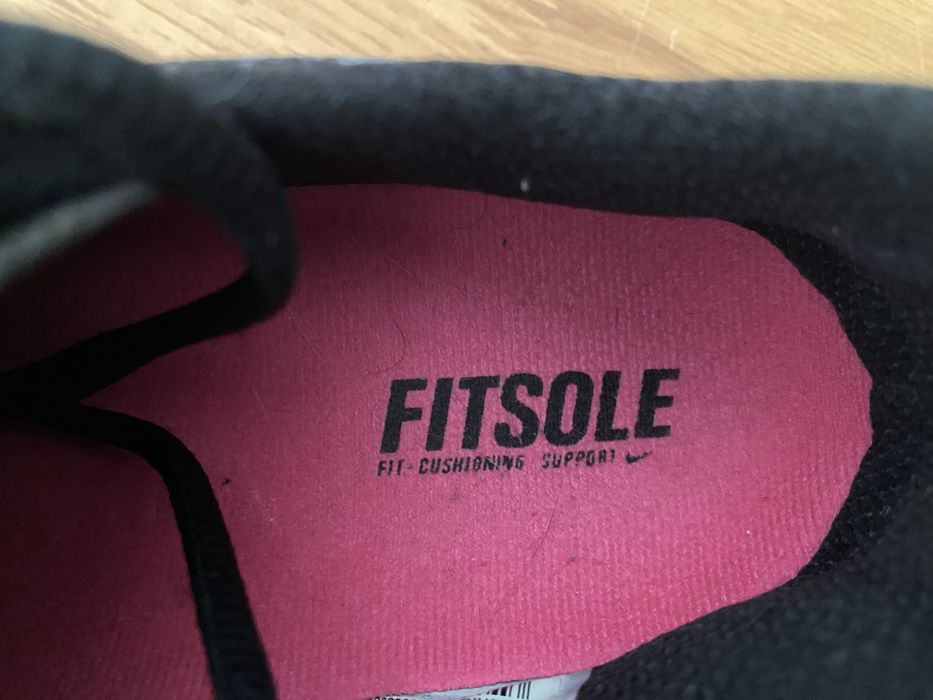 FITSOLE
FIT- CUSHIONING SUPPORT